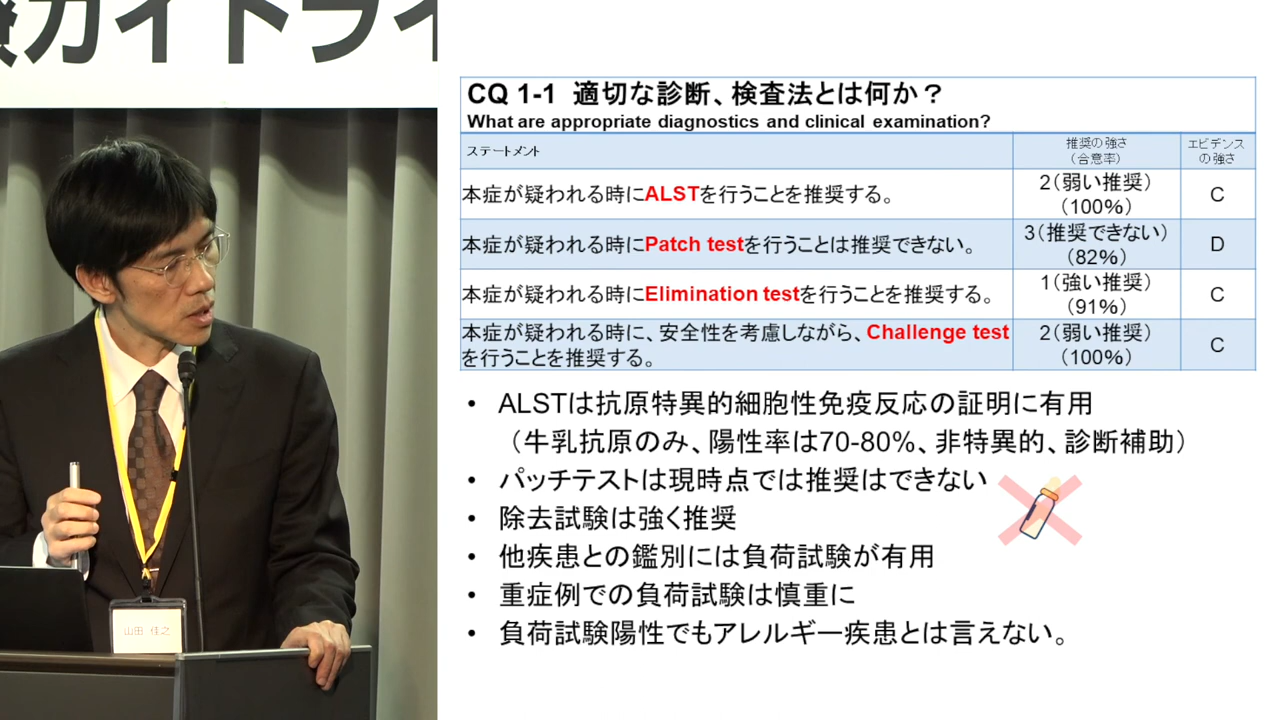 療ガイドライ
CQ 1-1 適切な診断、検査法とは何か？
What are appropriate diagnostics and clinical examination?
ステートメント
推奨の強さ
（合意率）
エビデンス
の強さ
本症が疑われる時にALSTを行うことを推奨する。
2（弱い推奨）
（100%）
C
本症が疑われる時にPatch testを行うことは推奨できない。
3（推奨できない）
（82%）
D
本症が疑われる時にElimination testを行うことを推奨する。
1（強い推奨）
（91%）
C
本症が疑われる時に、安全性を考慮しながら、Challenge test
を行うことを推奨する。
2（弱い推奨）
（100%）
C
• ALSTは抗原特異的細胞性免疫反応の証明に有用
（牛乳抗原のみ、陽性率は70-80%、非特異的、診断補助）
• パッチテストは現時点では推奨はできない
• 除去試験は強く推奨
• 他疾患との鑑別には負荷試験が有用
• 重症例での負荷試験は慎重に
• 負荷試験陽性でもアレルギー疾患とは言えない。
山田 佳之